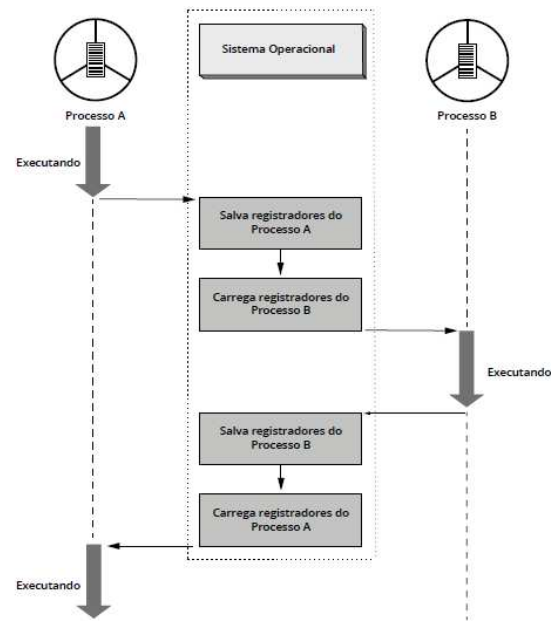 Sistema Operacional
Processo A
Processo B
Executando
Salva registradores do
Processo A
Carrega registradores do
Processo B
Executando
Salva registradores do
Processo B
Carrega registradores do
Processo A
Executando